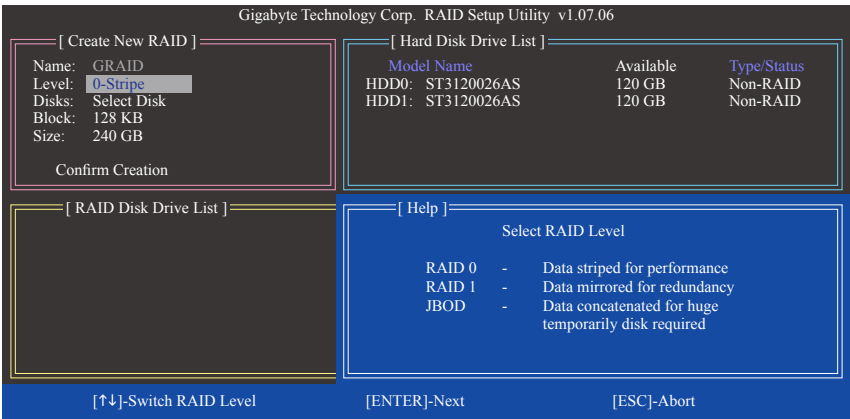 Gigabyte Technology Corp. RAID Setup Utility v1.07.06
[ Create New RAID ]
Name: GRAID
Level: 0-Stripe
Disks: Select Disk
Block: 128 KB
Size: 240 GB
Confirm Creation
[ Hard Disk Drive List ]
Model Name Available Type/Status
HDD0: ST3120026AS 120 GB Non-RAID
HDD1: ST3120026AS 120 GB Non-RAID
[ RAID Disk Drive List ]
[ Help ]
Select RAID Level
RAID 0 - Data striped for performance
RAID 1 - Data mirrored for redundancy
JBOD - Data concatenated for huge
temporarily disk required
[↑↓]-Switch RAID Level [ENTER]-Next [ESC]-Abort